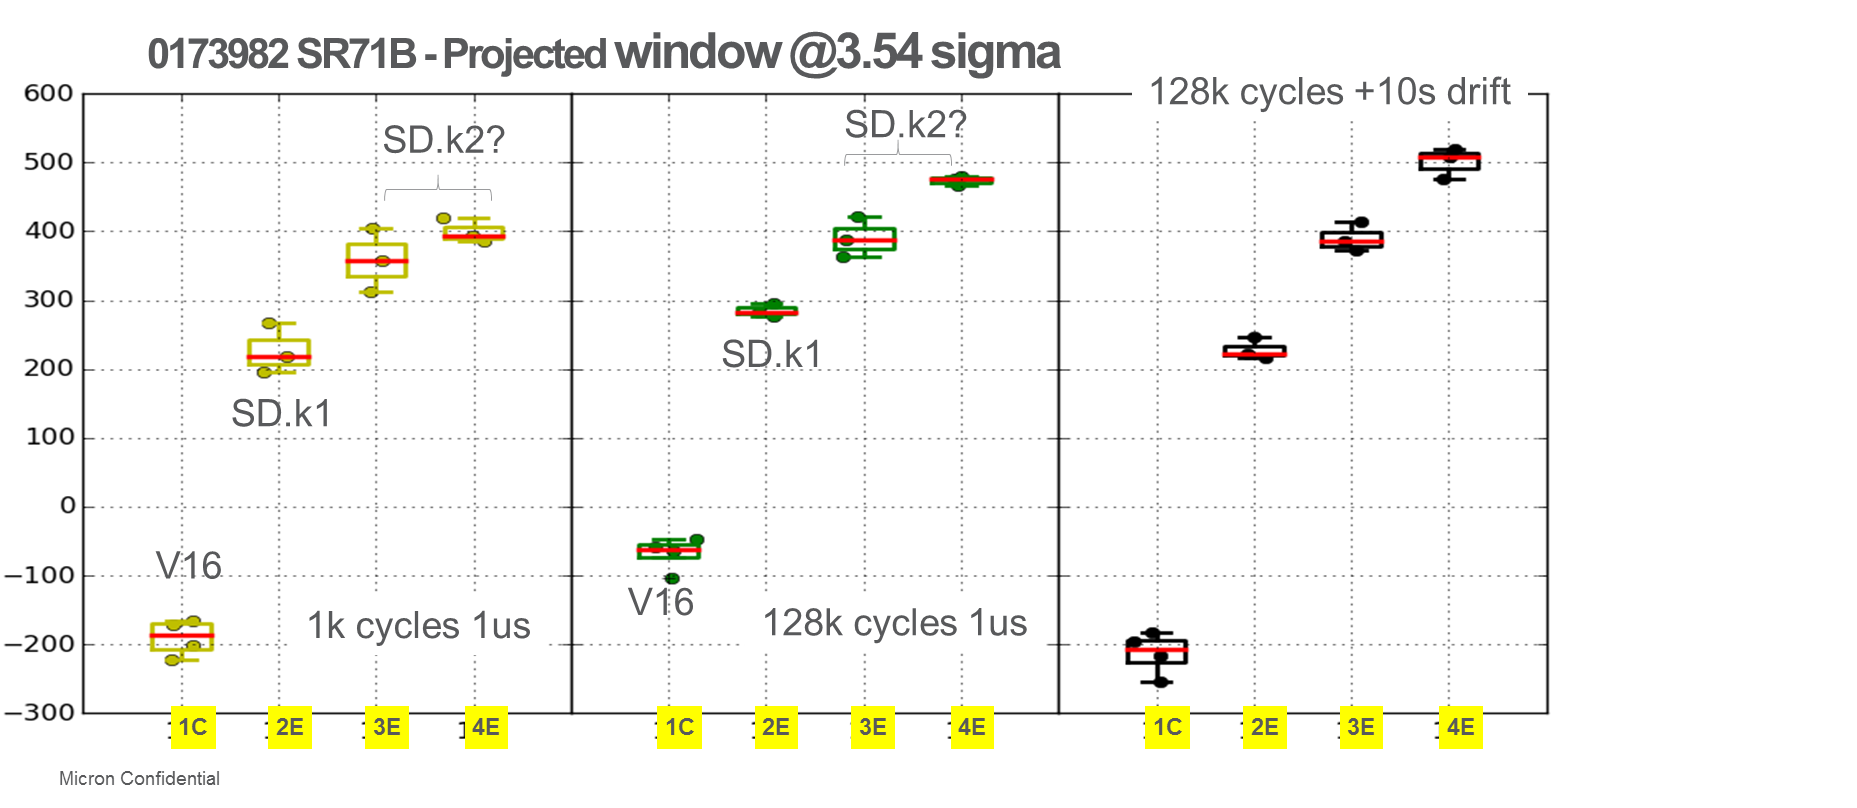 0173982 SR71B - Projected window @3.54 sigma
128k cycles +10s drift
600
500
400
300
200
100
0
−100
−200
−300
SD.k2?
SD.k1
V16
1k cycles 1us
SD.k2?
SD.k1
V16
128k cycles 1us
1C 2E 3E 4E 1C 2E 3E 4E 1C 2E 3E 4E
Micron Confidential